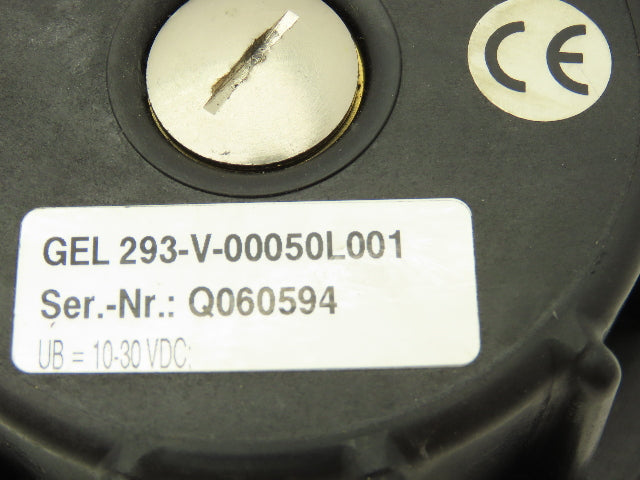 CE
GEL 293-V-00050L001
Ser.-Nr.: Q060594
UB = 10-30 VDC;